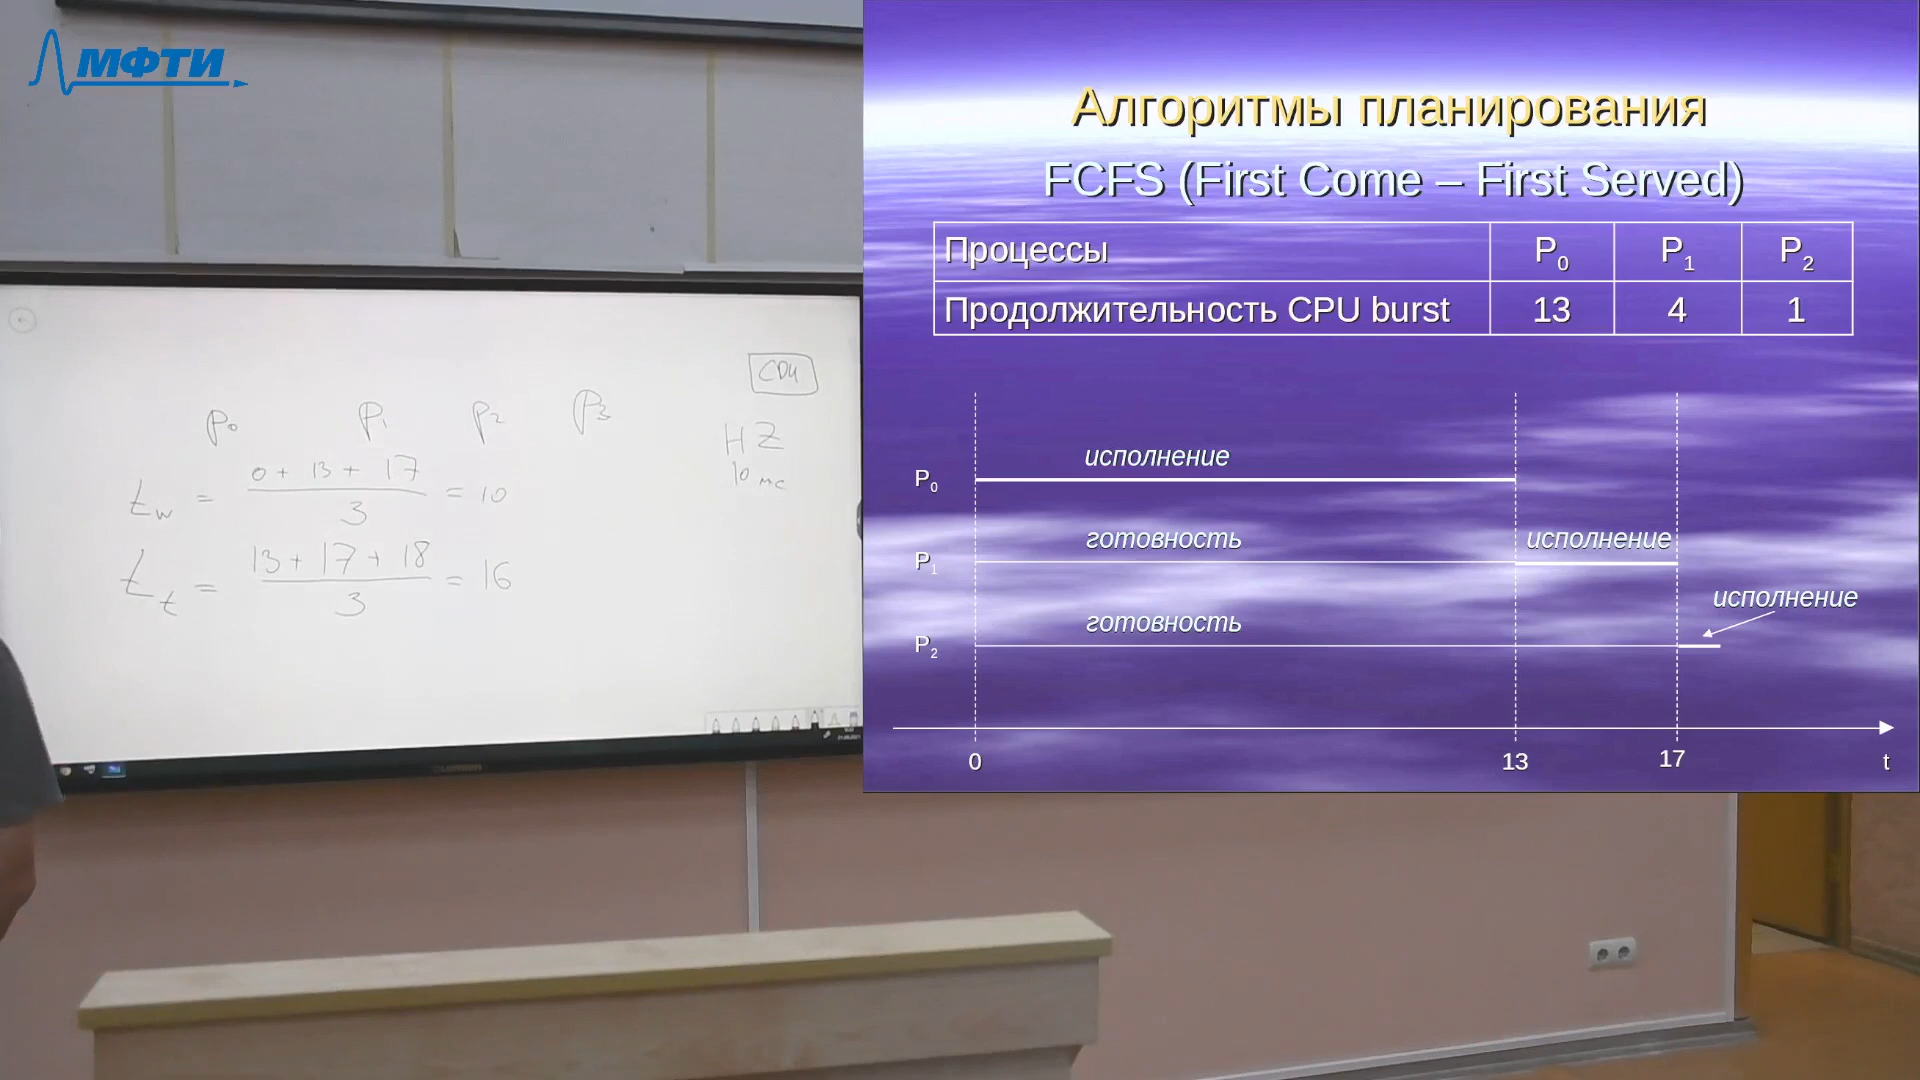 МФТИ
CPU
P₀ P₁ P₂ P₃
HZ
10 мс
t_w = (0 + 13 + 17) / 3 = 10
t_t = (13 + 17 + 18) / 3 = 16
Алгоритмы планирования
FCFS (First Come – First Served)
Процессы P₀ P₁ P₂
Продолжительность CPU burst 13 4 1
исполнение
P₀
готовность исполнение
P₁
исполнение
готовность
P₂
0 13 17 t